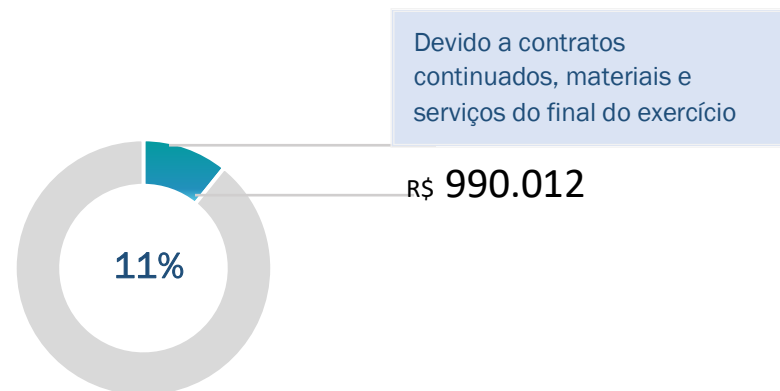 Devido a contratos
continuados, materiais e
serviços do final do exercício
R$ 990.012
11%